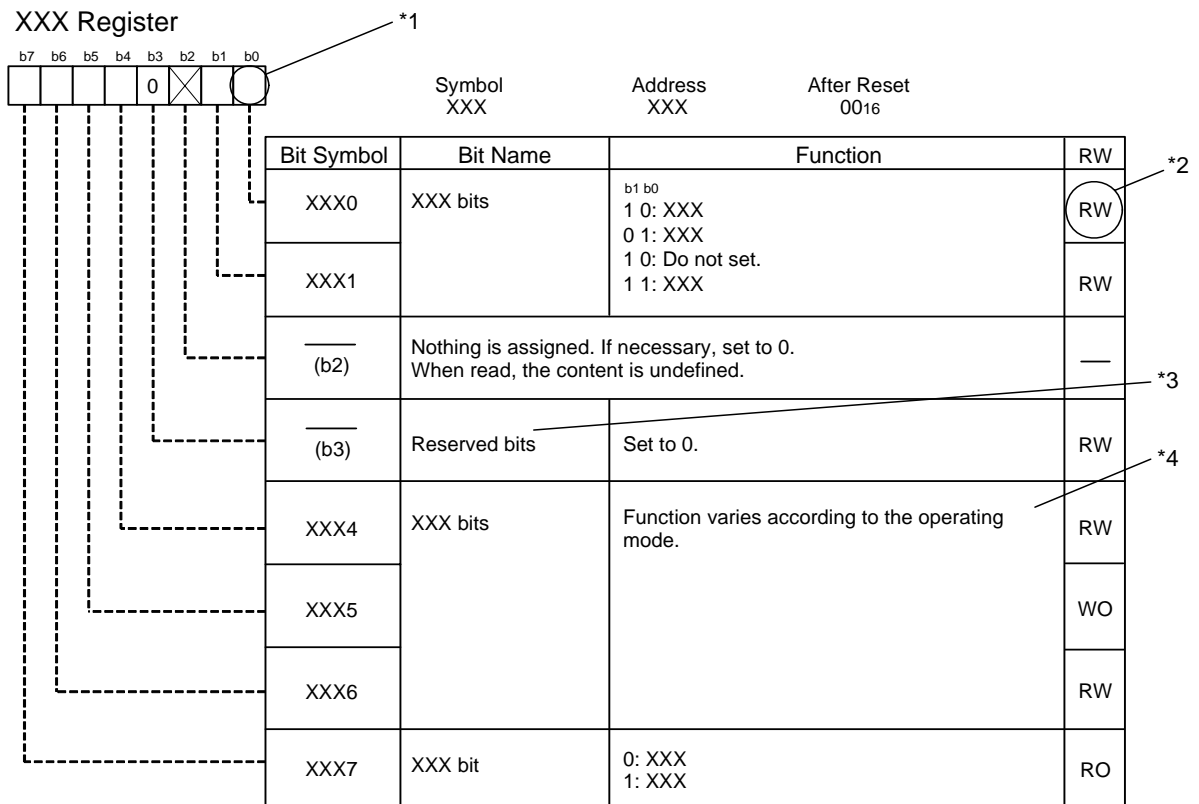 XXX Register
*1
b7 b6 b5 b4 b3 b2 b1 b0
0
Symbol Address After Reset
XXX XXX 0016
Bit Symbol Bit Name Function RW
*2
XXX0 XXX bits b1 b0
1 0: XXX
0 1: XXX
1 0: Do not set.
1 1: XXX
RW
XXX1 RW
(b2) Nothing is assigned. If necessary, set to 0.
When read, the content is undefined.
—
*3
(b3) Reserved bits Set to 0. RW
*4
XXX4 XXX bits Function varies according to the operating
mode.
RW
XXX5 WO
XXX6 RW
XXX7 XXX bit 0: XXX
1: XXX
RO